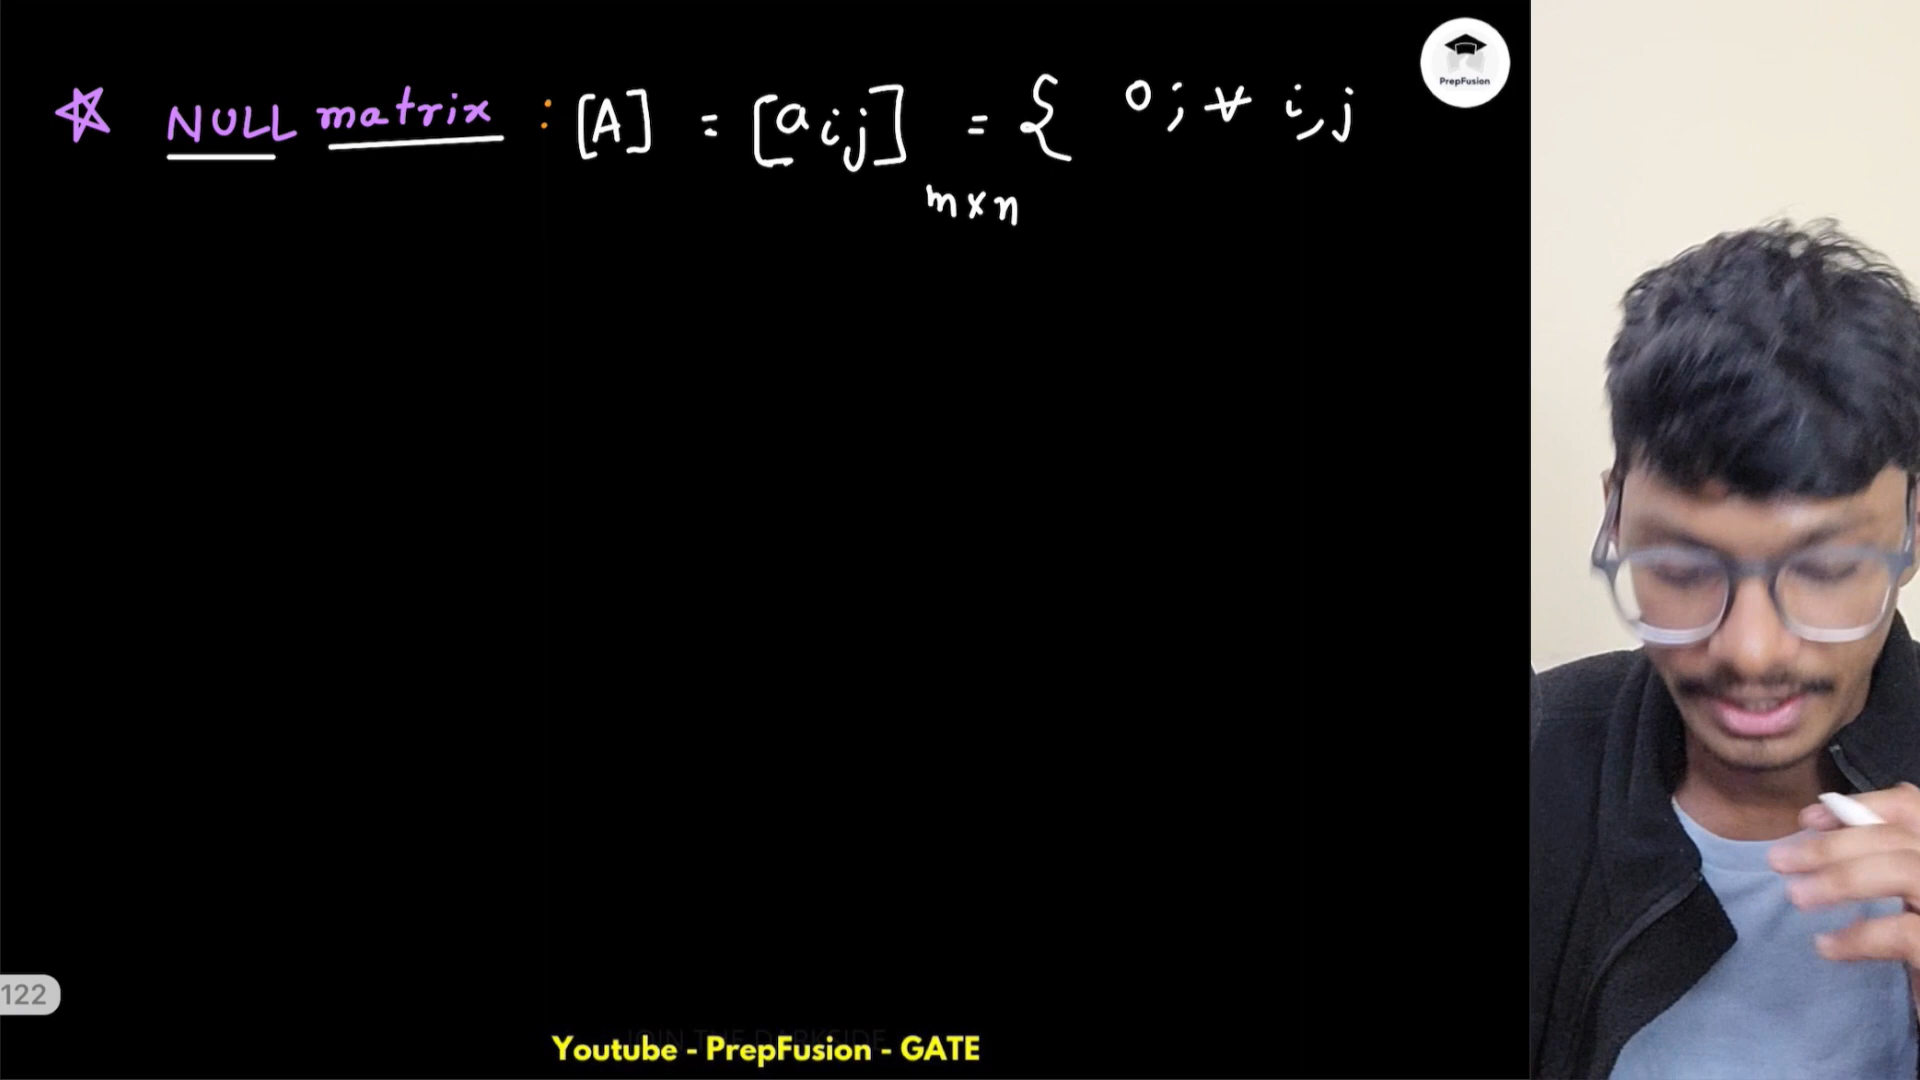 PrepFusion
☆ NULL matrix : [A] = [aij] m×n = { 0 ; ∀ i,j
122
Youtube - PrepFusion - GATE